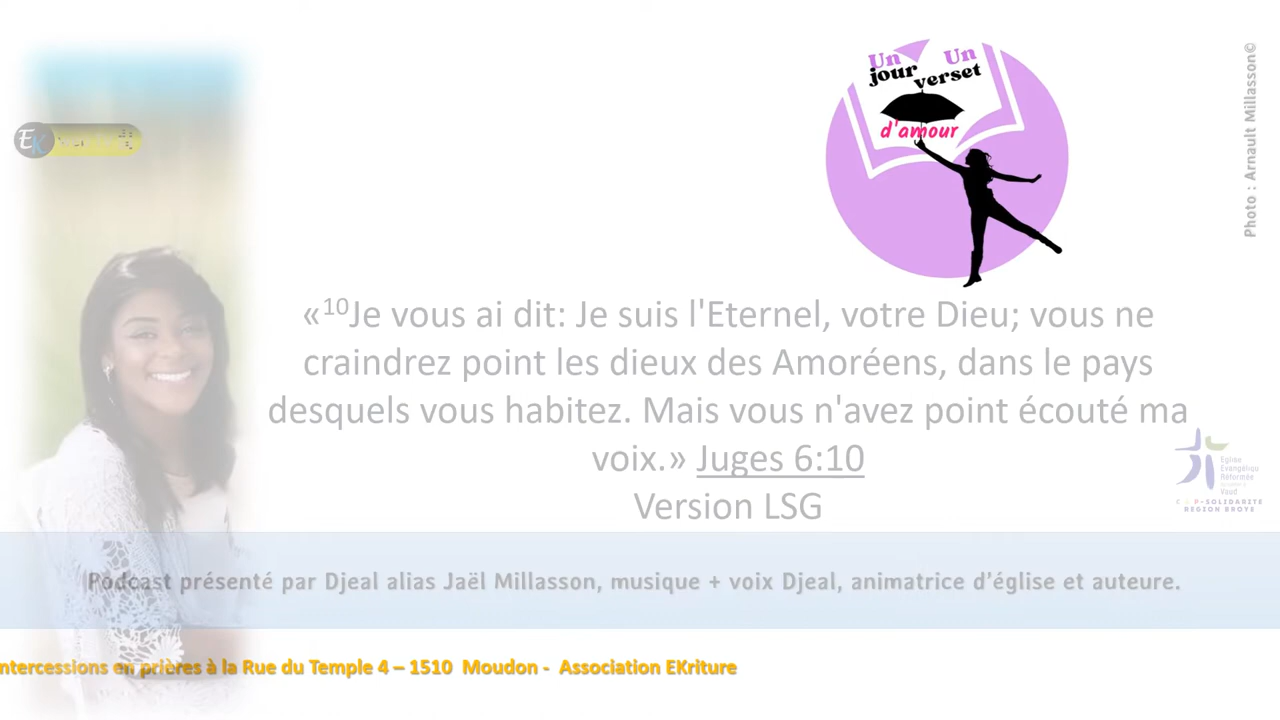 Un Un
jour verset
d'amour
Photo : Arnault Millasson©
EK
«10Je vous ai dit: Je suis l'Eternel, votre Dieu; vous ne
craindrez point les dieux des Amoréens, dans le pays
desquels vous habitez. Mais vous n'avez point écouté ma
voix.» Juges 6:10
Version LSG
Eglise
Evangéliqu
Réformée
Vaud
C A P-SOLIDARITE
REGION BROYE
Podcast présenté par Djeal alias Jaël Millasson, musique + voix Djeal, animatrice d'église et auteure.
ntercessions en prières à la Rue du Temple 4 – 1510 Moudon - Association EKriture